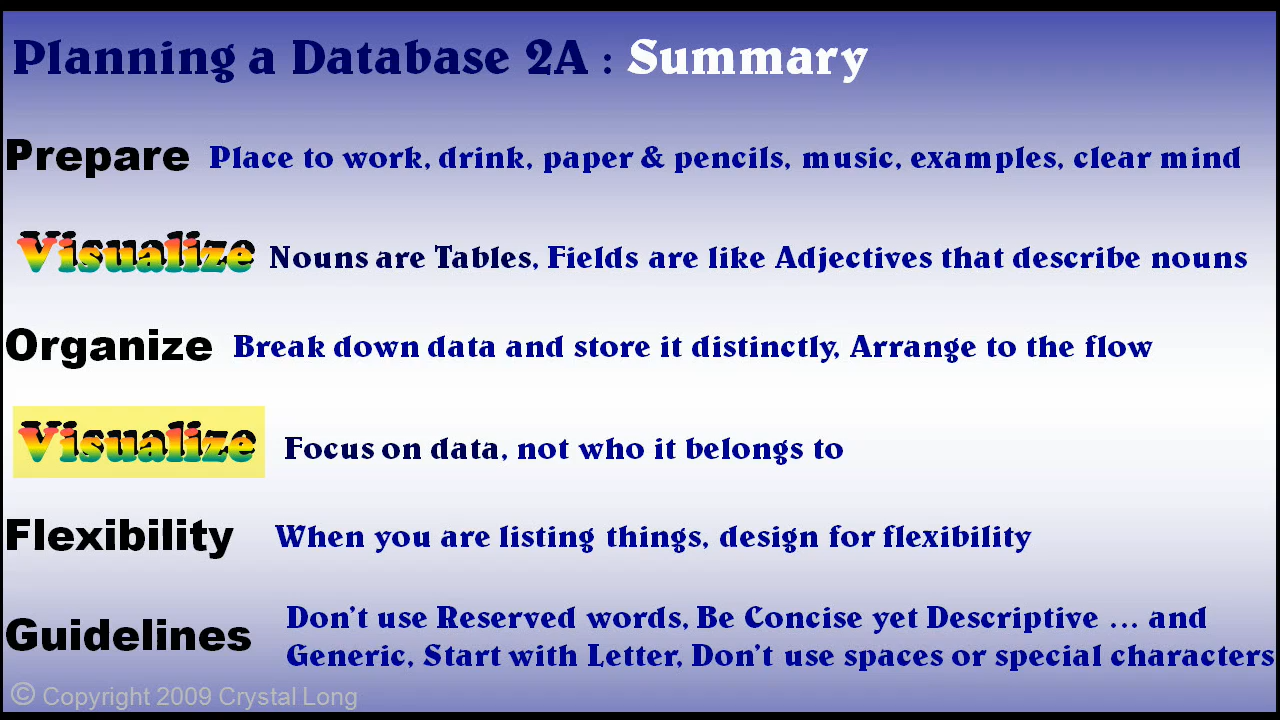 Planning a Database 2A : Summary
Prepare Place to work, drink, paper & pencils, music, examples, clear mind
Visualize Nouns are Tables, Fields are like Adjectives that describe nouns
Organize Break down data and store it distinctly, Arrange to the flow
Visualize Focus on data, not who it belongs to
Flexibility When you are listing things, design for flexibility
Guidelines Don't use Reserved words, Be Concise yet Descriptive ... and
Generic, Start with Letter, Don't use spaces or special characters
© Copyright 2009 Crystal Long